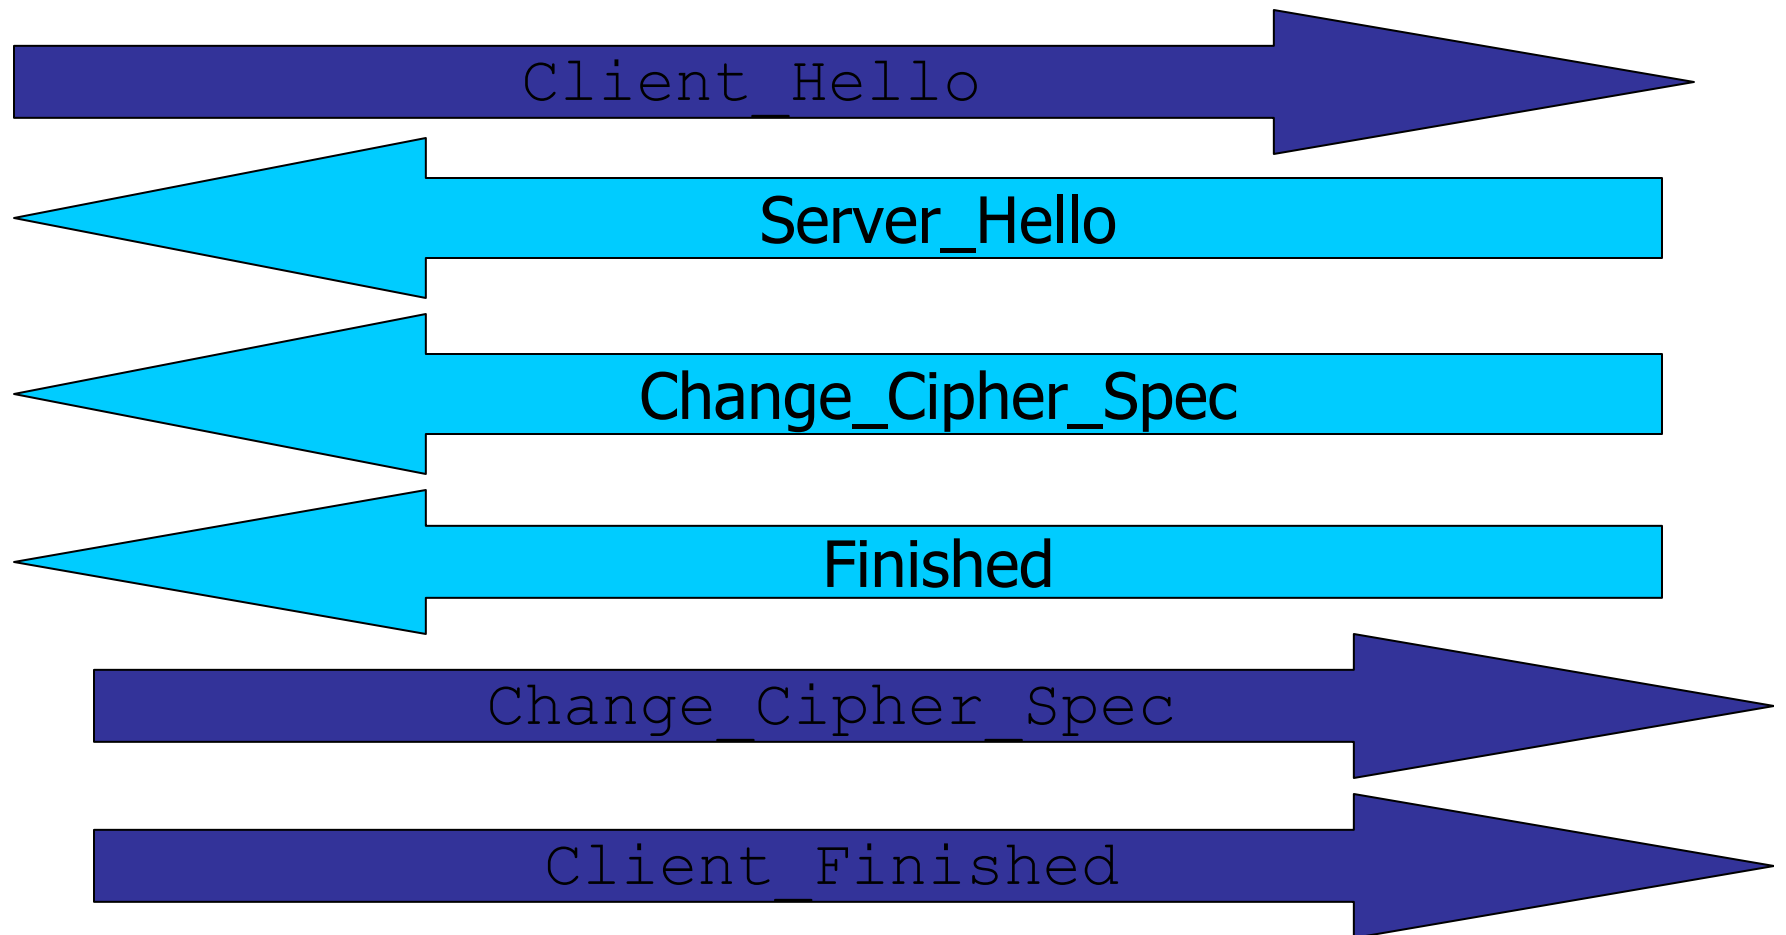 Client_Hello
Server_Hello
Change_Cipher_Spec
Finished
Change_Cipher_Spec
Client_Finished